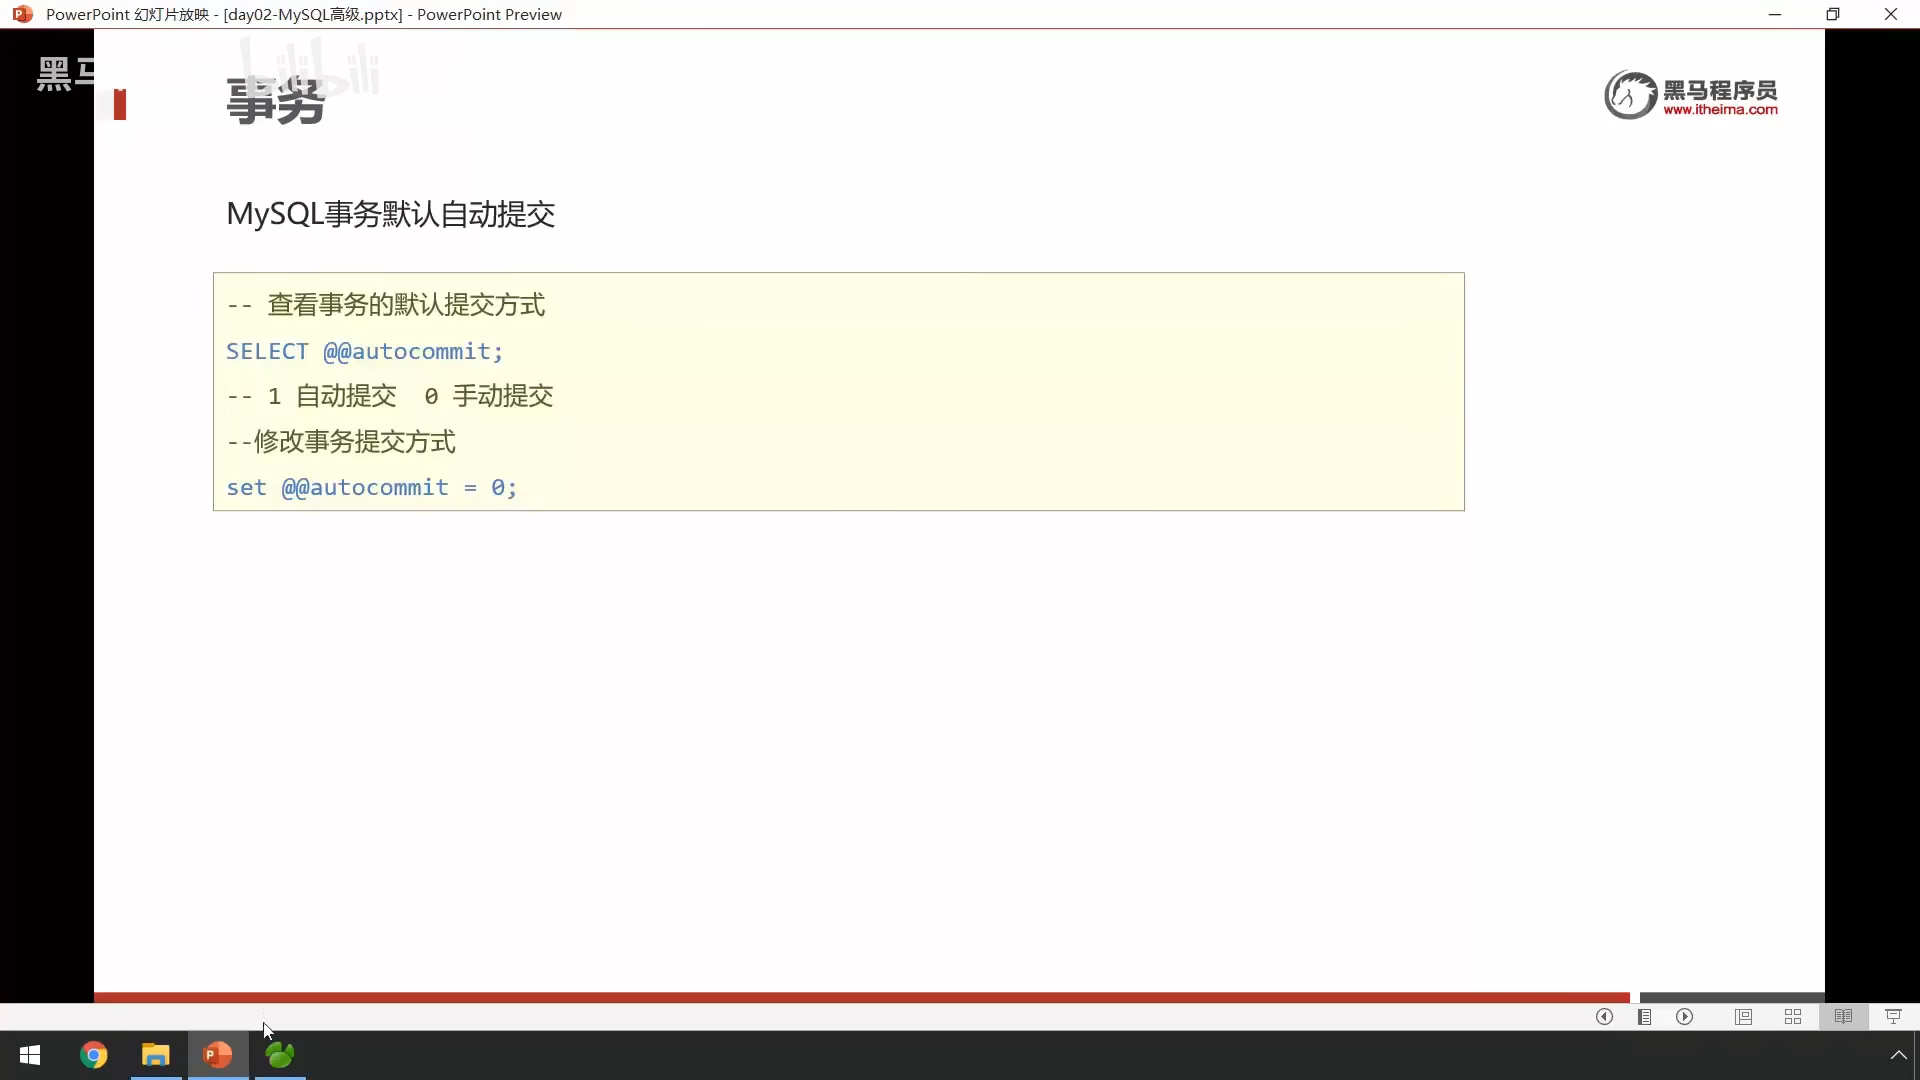 PowerPoint 幻灯片放映 - [day02-MySQL高级.pptx] - PowerPoint Preview
黑马
bilibili
事务
黑马程序员
www.itheima.com
MySQL事务默认自动提交
-- 查看事务的默认提交方式
SELECT @@autocommit;
-- 1 自动提交  0 手动提交
--修改事务提交方式
set @@autocommit = 0;